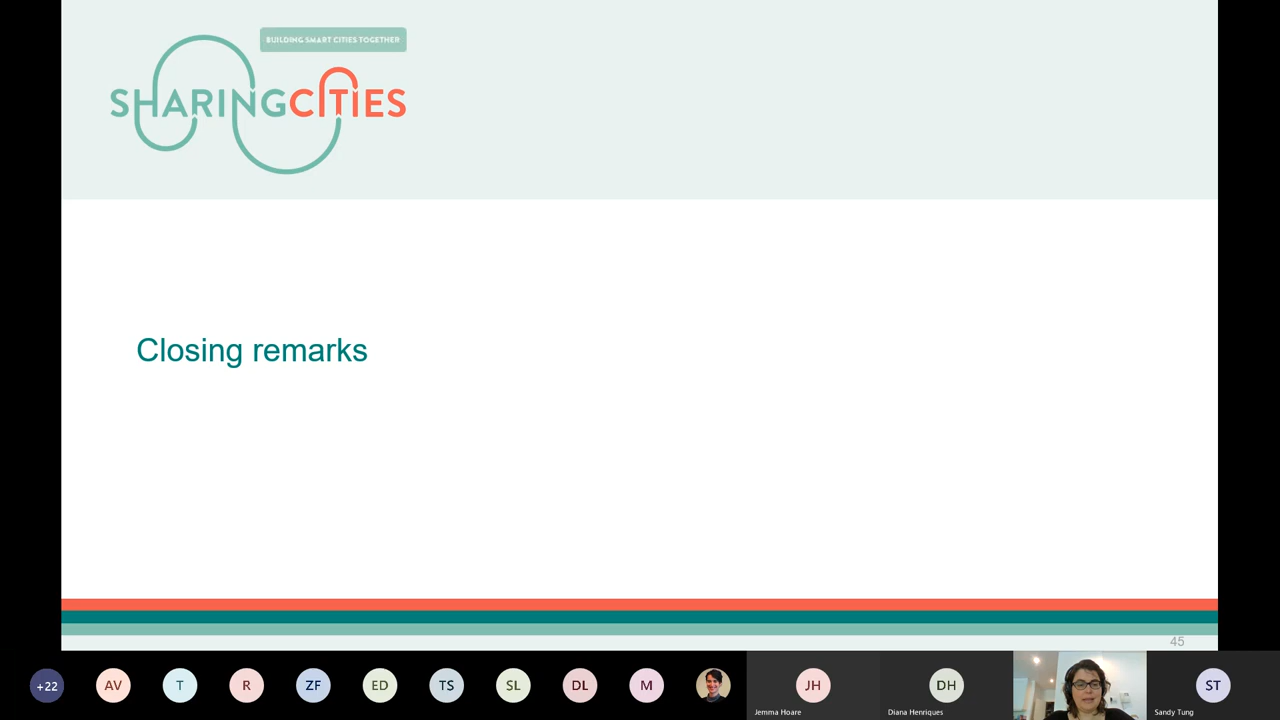 BUILDING SMART CITIES TOGETHER
SHARINGCITIES
Closing remarks
45
+22
AV
T
R
ZF
ED
TS
SL
DL
M
JH
Jemma Hoare
DH
Diana Henriques
ST
Sandy Tung